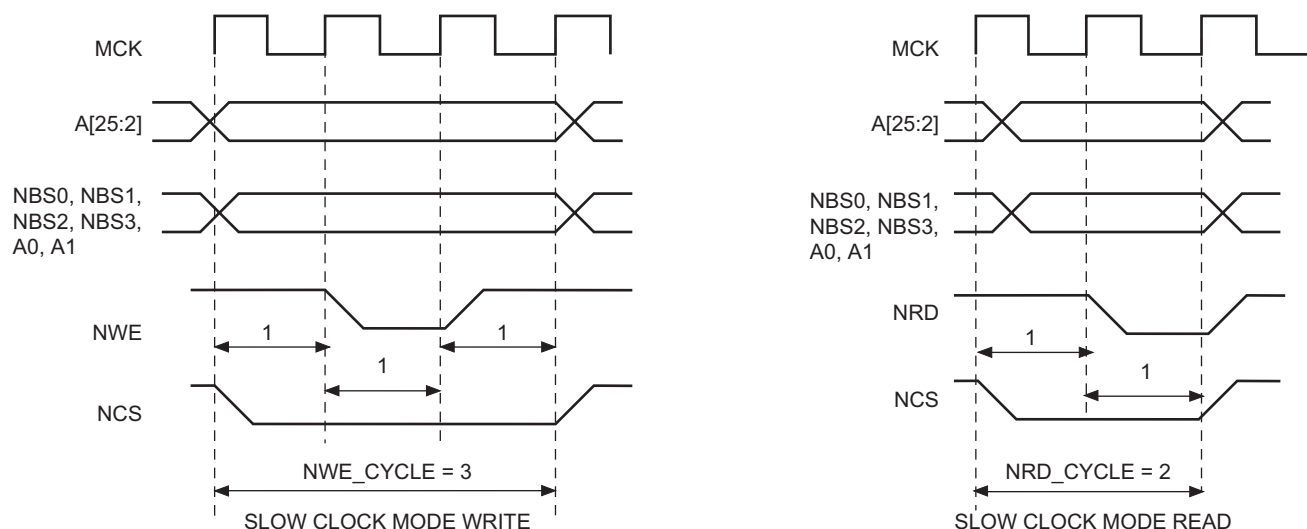 MCK
A[25:2]
NBS0, NBS1,
NBS2, NBS3,
A0, A1
NWE
1
1
1
NCS
NWE_CYCLE = 3
SLOW CLOCK MODE WRITE
MCK
A[25:2]
NBS0, NBS1,
NBS2, NBS3,
A0, A1
NRD
1
1
NCS
NRD_CYCLE = 2
SLOW CLOCK MODE READ